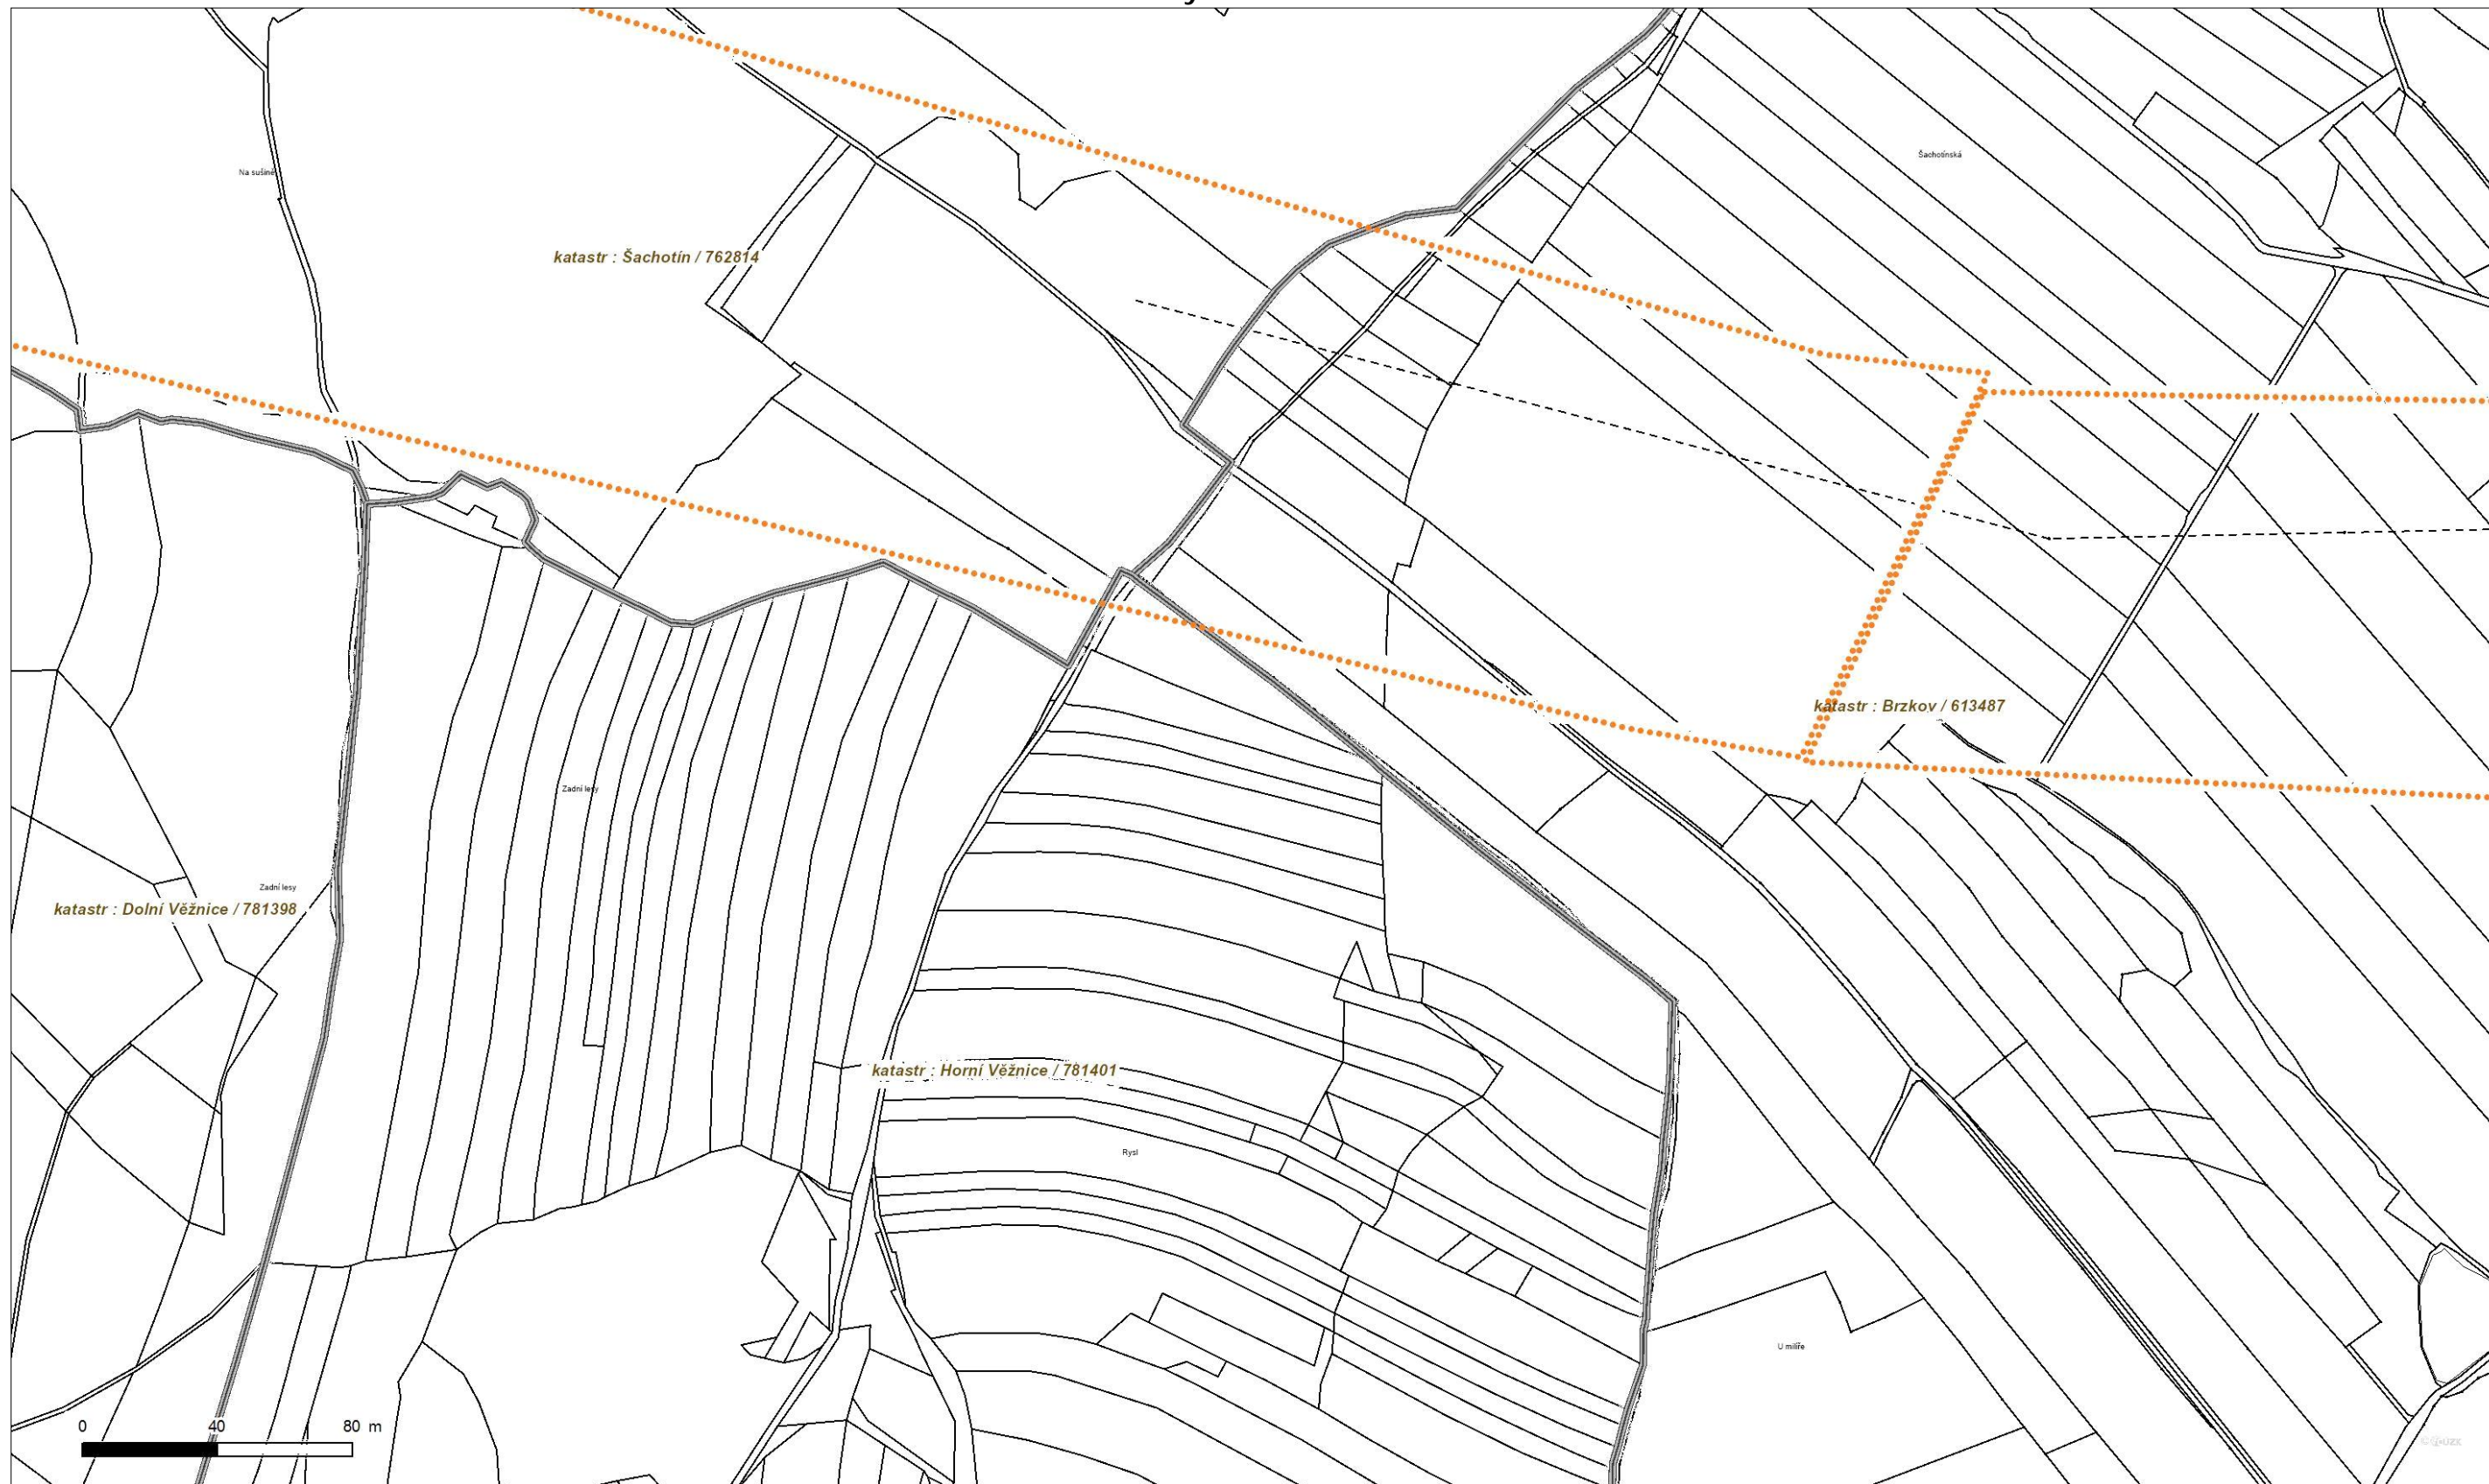 Šachotínská
Na sušině
katastr : Šachotín / 762814
katastr : Brzkov / 613487
Zadní lesy
Zadní lesy
katastr : Dolní Věžnice / 781398
katastr : Horní Věžnice / 781401
Rysl
U milíře
0 40 80 m